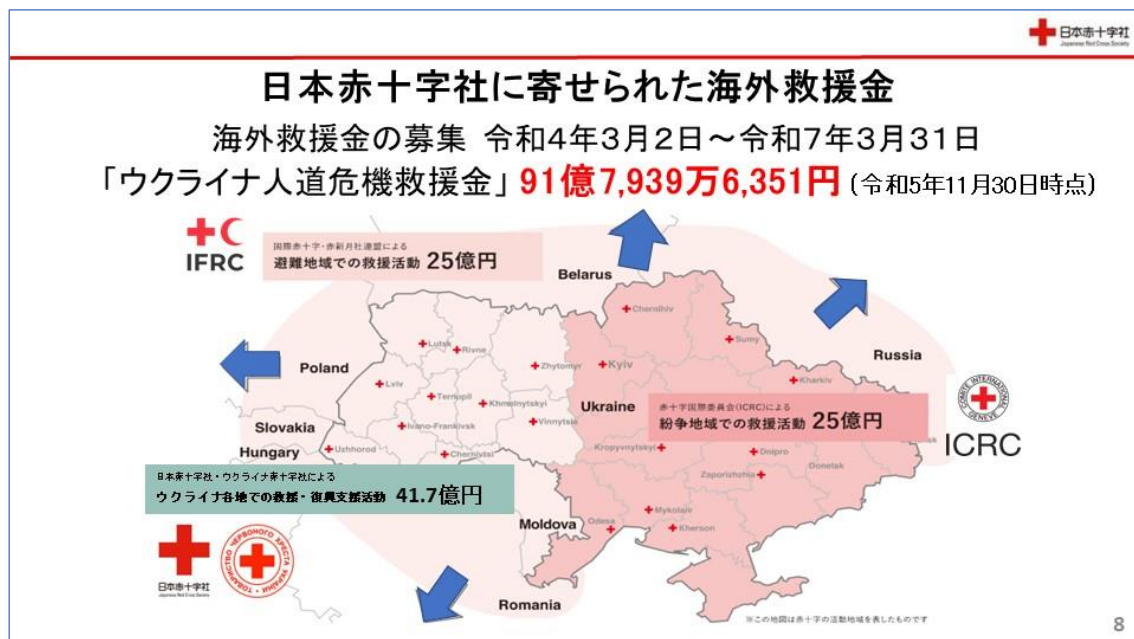 日本赤十字社
Japanese Red Cross Society
日本赤十字社に寄せられた海外救援金
海外救援金の募集 令和4年3月2日～令和7年3月31日
「ウクライナ人道危機救援金」 91億7,939万6,351円（令和5年11月30日時点）
IFRC
国際赤十字・赤新月社連盟による
避難地域での救援活動 25億円
Belarus
Chernihiv
Lutsk
Rivne
Sumy
Zhytomyr
Kyiv
Russia
Poland
Kharkiv
Lviv
Ternopil
Khmelnytskyi
Ukraine
赤十字国際委員会(ICRC)による
紛争地域での救援活動 25億円
COMITE INTERNATIONAL GENEVE
ICRC
Slovakia
Ivano-Frankivsk
Vinnytsia
Hungary
Uzhhorod
Chernivtsi
Kropyvnytskyi
Dnipro
Donetsk
Zaporizhzhia
日本赤十字社・ウクライナ赤十字社による
ウクライナ各地での救援・復興支援活動 41.7億円
Moldova
Odesa
Mykolaiv
Kherson
日本赤十字社
Japanese Red Cross Society
ТОВАРИСТВО ЧЕРВОНОГО ХРЕСТА УКРАЇНИ
Romania
※この地図は赤十字の活動地域を表したものです
8